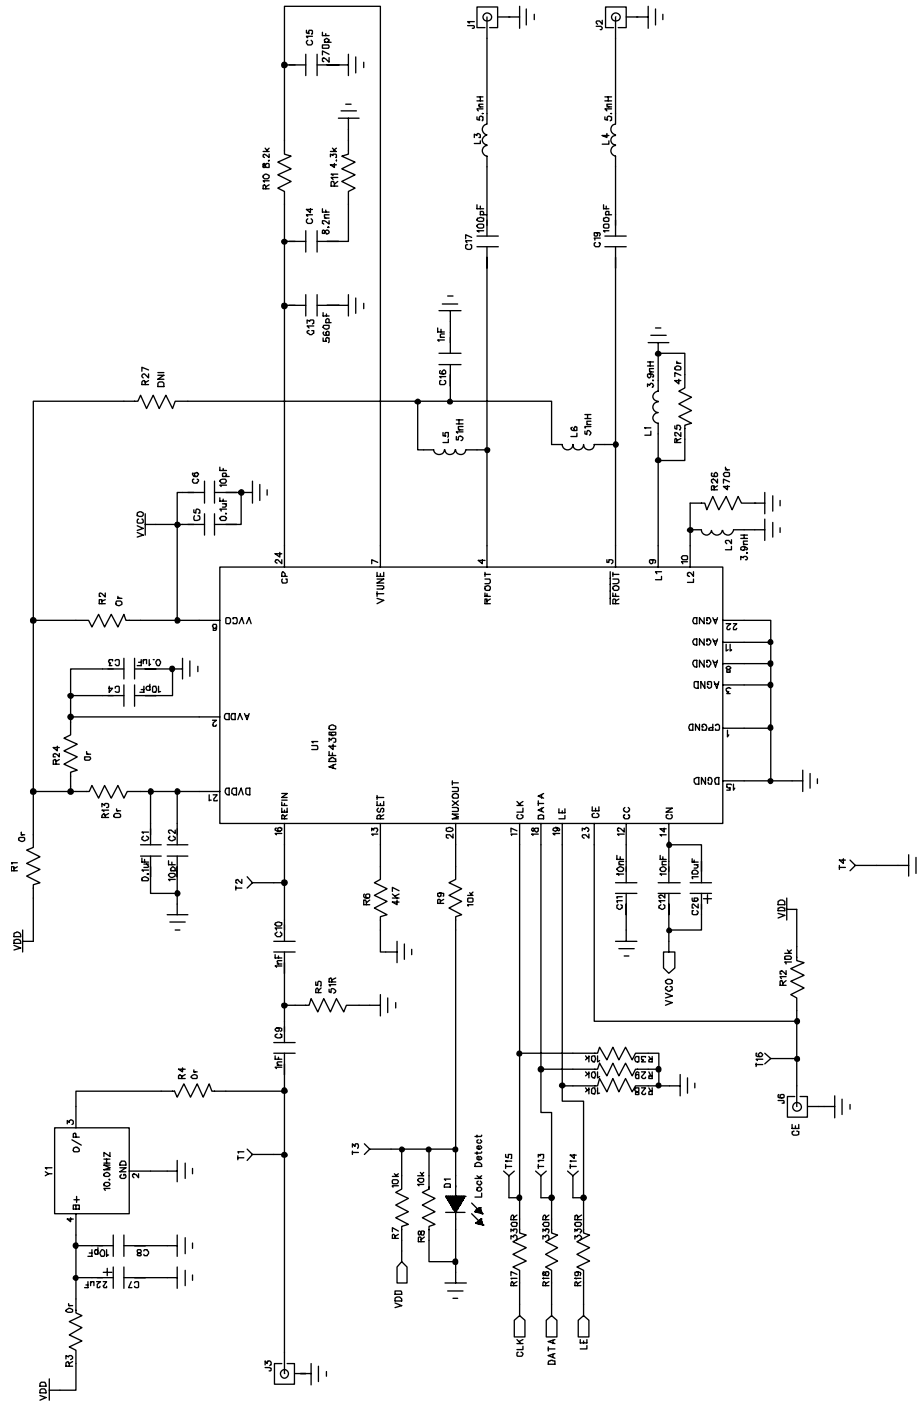 J1
J2
C15
270pF
R10 8.2k
R11 4.3k
C14
8.2nF
C13
560pF
L3
5.1nH
L4
5.1nH
C17
100pF
C19
100pF
1nF
C16
R27
DNI
L5
51nH
L6
51nH
L1
3.9nH
R25
470r
R26
470r
L2
3.9nH
VVCO
C6
10pF
C5
0.1uF
R2
0r
C3
0.1uF
C4
10pF
R24
0r
R13
0r
R1
0r
VDD
C1
0.1uF
C2
10pF
24
CP
7
VTUNE
4
RFOUT
5
RFOUT
9
L1
10
L2
VVCO
6
AVDD
2
DVDD
21
U1
ADF4360
AGND
22
AGND
11
AGND
8
AGND
3
CPGND
1
DGND
15
REFIN
16
RSET
13
MUXOUT
20
CLK
17
DATA
18
LE
19
CE
23
CC
12
CN
14
T2
C10
1nF
R5
51R
C9
1nF
R6
4K7
R9
10k
C11
10nF
C12
10nF
C26
10uF
VVCO
T4
VDD
R12 10k
T16
J6
CE
R30
10k
R29
10k
R28
10k
R4
0r
Y1
10.0MHZ
O/P
3
GND
2
B+
4
C8
10pF
C7
22uF
R3
0r
VDD
T1
J3
T3
R7
10k
R8
10k
VDD
D1
Lock Detect
T15
T13
T14
R17
330R
R18
330R
R19
330R
CLK
DATA
LE